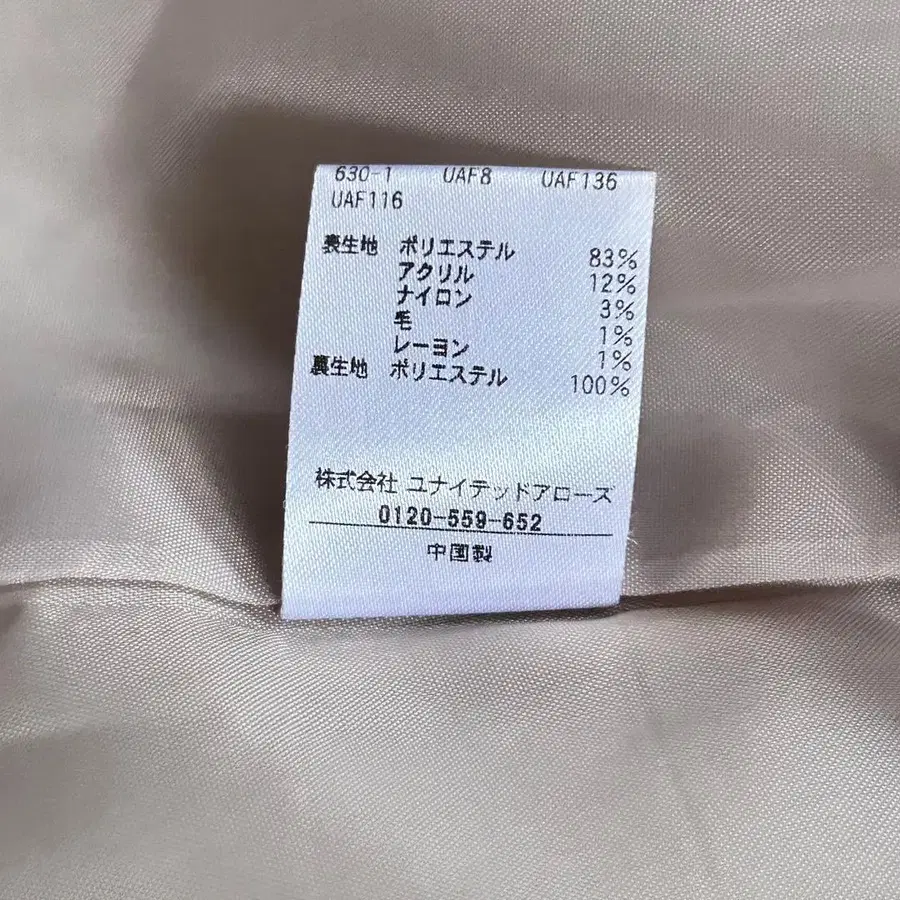 630-1 UAF8 UAF136
UAF116
表生地 ポリエステル 83%
アクリル 12%
ナイロン 3%
毛 1%
レーヨン 1%
裏生地 ポリエステル 100%
株式会社 ユナイテッドアローズ
0120-559-652
中国製